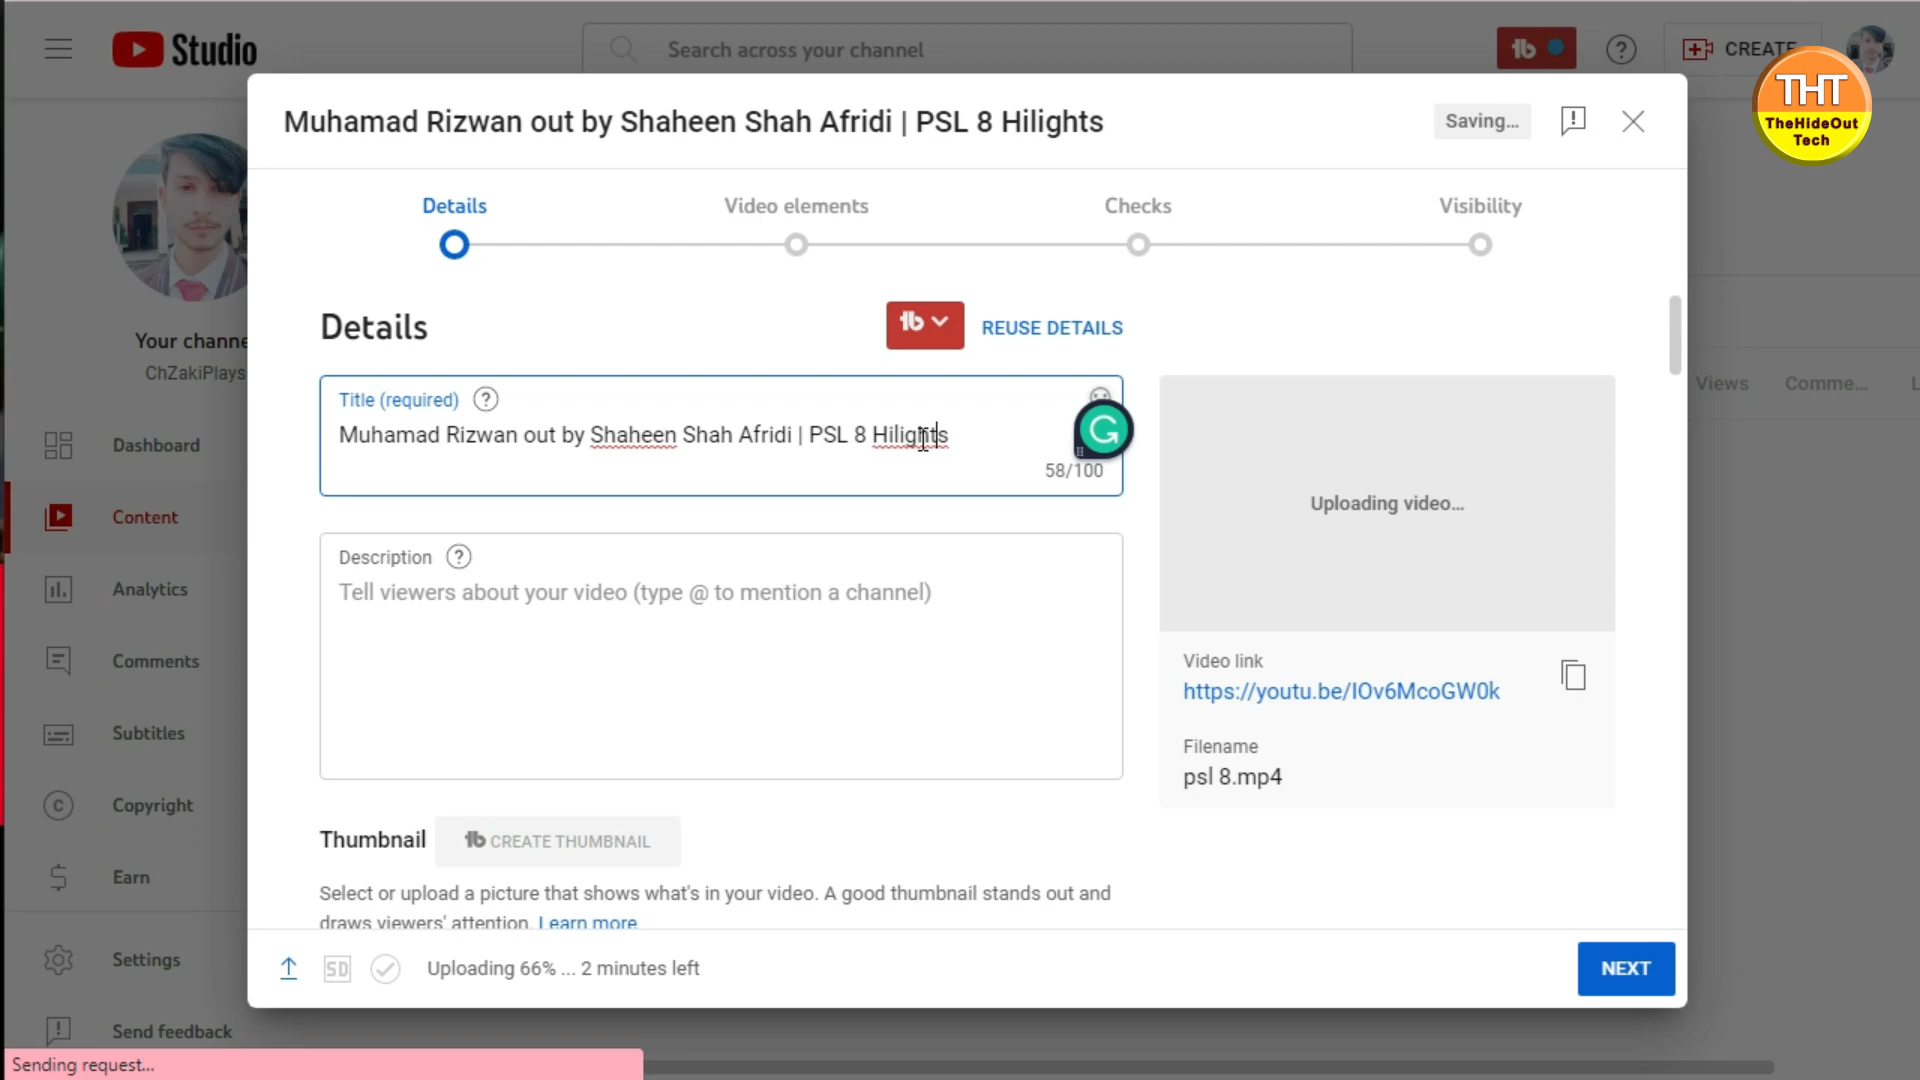 Studio
Search across your channel
CREATE
THT
TheHideOut
Tech
Muhamad Rizwan out by Shaheen Shah Afridi | PSL 8 Hilights
Saving...
Details
Video elements
Checks
Visibility
Your channe
ChZakiPlays
Details
REUSE DETAILS
Title (required)
Muhamad Rizwan out by Shaheen Shah Afridi | PSL 8 Hilights
58/100
Views
Comme...
L
Dashboard
Content
Analytics
Comments
Subtitles
Copyright
Earn
Settings
Send feedback
Description
Tell viewers about your video (type @ to mention a channel)
Uploading video...
Video link
https://youtu.be/IOv6McoGW0k
Filename
psl 8.mp4
Thumbnail
CREATE THUMBNAIL
Select or upload a picture that shows what's in your video. A good thumbnail stands out and
draws viewers' attention. Learn more
SD
Uploading 66% ... 2 minutes left
NEXT
Sending request...